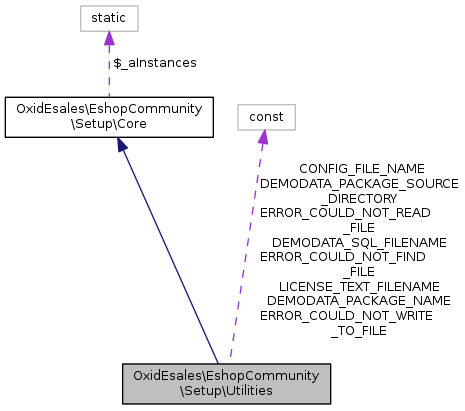 static
$_aInstances
OxidEsales\EshopCommunity
\Setup\Core
const
CONFIG_FILE_NAME
DEMODATA_PACKAGE_SOURCE
_DIRECTORY
ERROR_COULD_NOT_READ
_FILE
DEMODATA_SQL_FILENAME
ERROR_COULD_NOT_FIND
_FILE
LICENSE_TEXT_FILENAME
DEMODATA_PACKAGE_NAME
ERROR_COULD_NOT_WRITE
_TO_FILE
OxidEsales\EshopCommunity
\Setup\Utilities